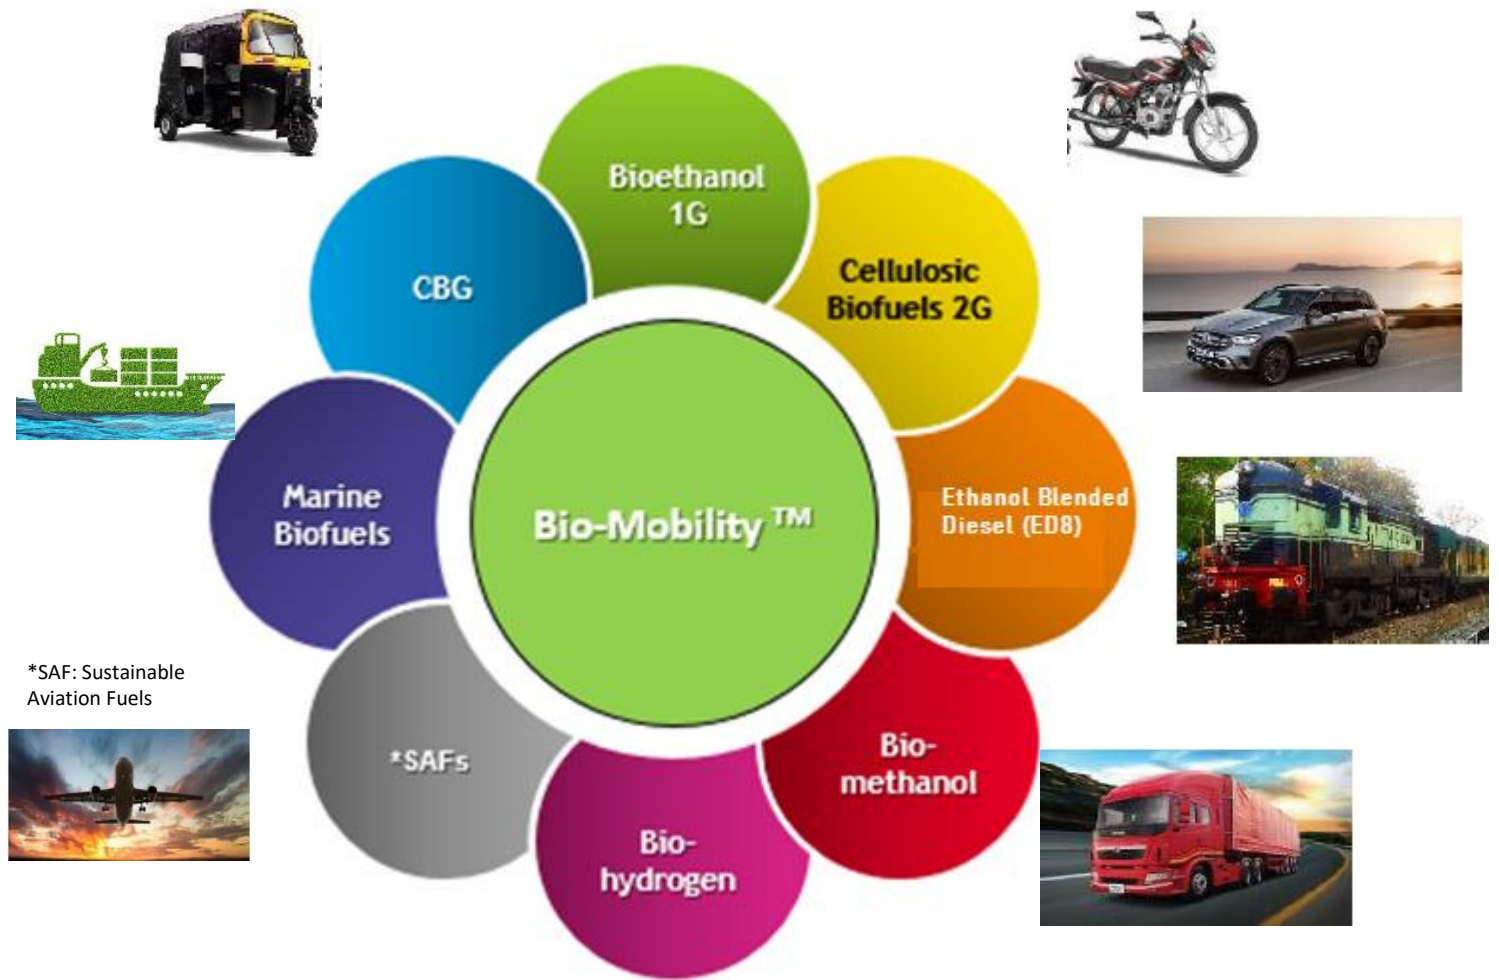 Bioethanol
1G
Cellosic
Biofuels 2G
CBG
Ethanol Blended
Diesel (ED8)
Marine
Biofuels
Bio-Mobility ™
*SAF: Sustainable
Aviation Fuels
*SAFs
Bio-
methanol
Bio-
hydrogen